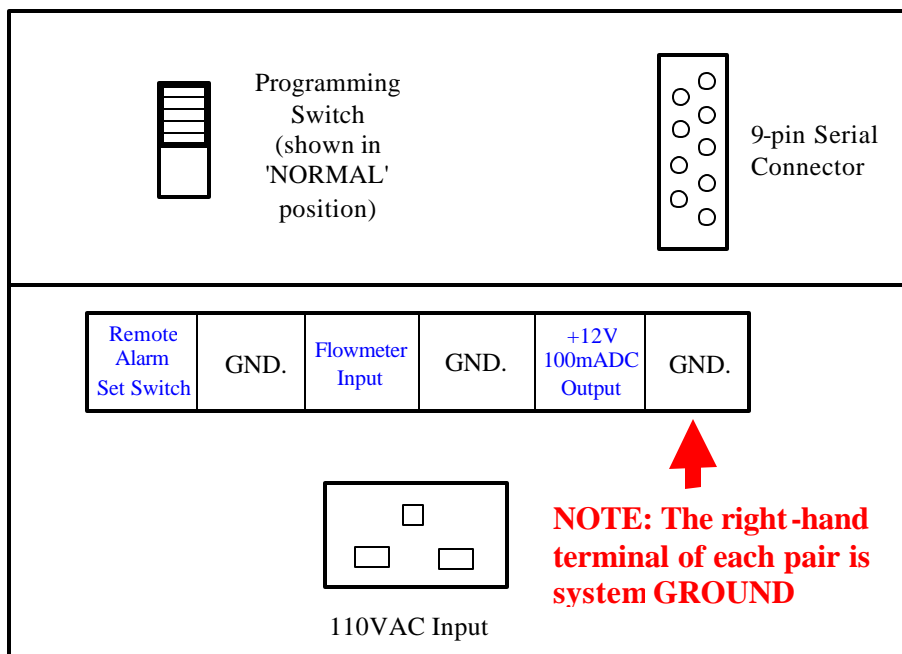 Programming
Switch
(shown in
'NORMAL'
position)
9-pin Serial
Connector
Remote
Alarm
Set Switch
GND.
Flowmeter
Input
GND.
+12V
100mADC
Output
GND.
NOTE: The right-hand
terminal of each pair is
system GROUND
110VAC Input